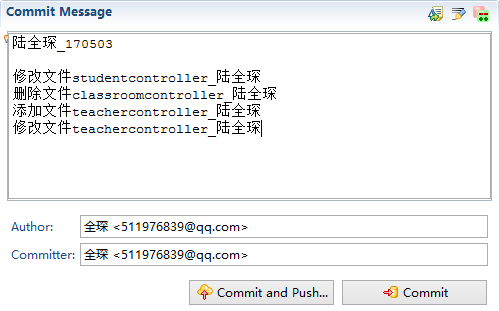 Commit Message
陆全琛_170503
修改文件studentcontroller_陆全琛
删除文件classroomcontroller_陆全琛
添加文件teachercontroller_陆全琛
修改文件teachercontroller_陆全琛
Author: 全琛 <511976839@qq.com>
Committer: 全琛 <511976839@qq.com>
Commit and Push... Commit